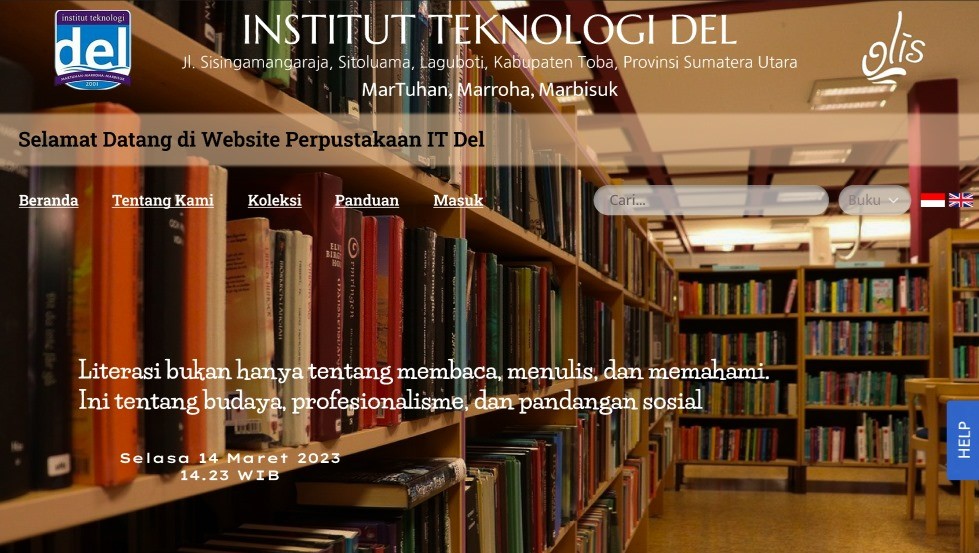 institut teknologi
del
MARTUHAN-MARROHA-MARBISUK
2001
INSTITUT TEKNOLOGI DEL
Jl. Sisingamangaraja, Sitoluama, Laguboti, Kabupaten Toba, Provinsi Sumatera Utara
MarTuhan, Marroha, Marbisuk
glis
Selamat Datang di Website Perpustakaan IT Del
Beranda Tentang Kami Koleksi Panduan Masuk Cari... Buku
Literasi bukan hanya tentang membaca, menulis, dan memahami.
Ini tentang budaya, profesionalisme, dan pandangan sosial
HELP
Selasa 14 Maret 2023
14.23 WIB